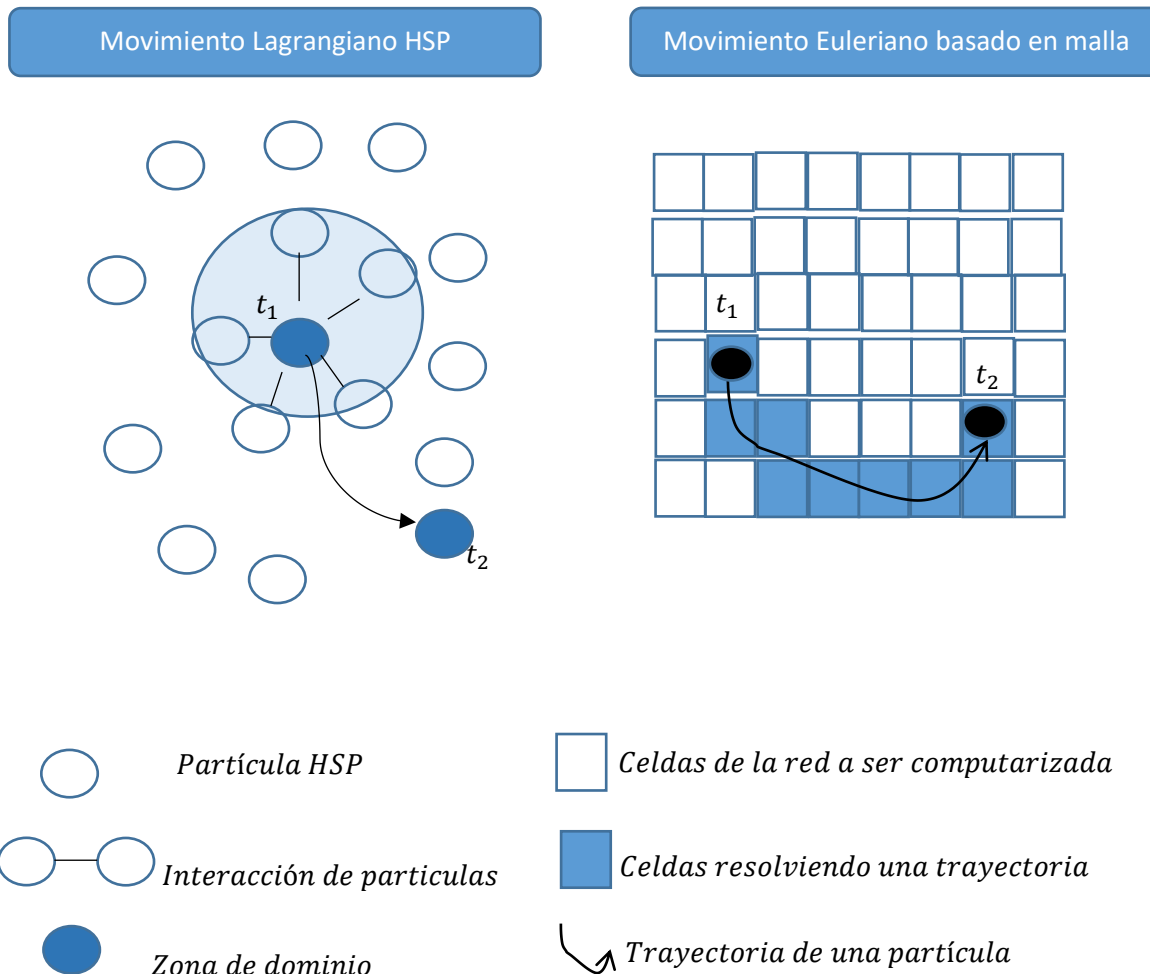 Movimiento Lagrangiano HSP
Movimiento Euleriano basado en malla
t₁
t₂
t₁
t₂
Partícula HSP
Celdas de la red a ser computarizada
Interacción de particulas
Celdas resolviendo una trayectoria
Zona de dominio
Trayectoria de una partícula